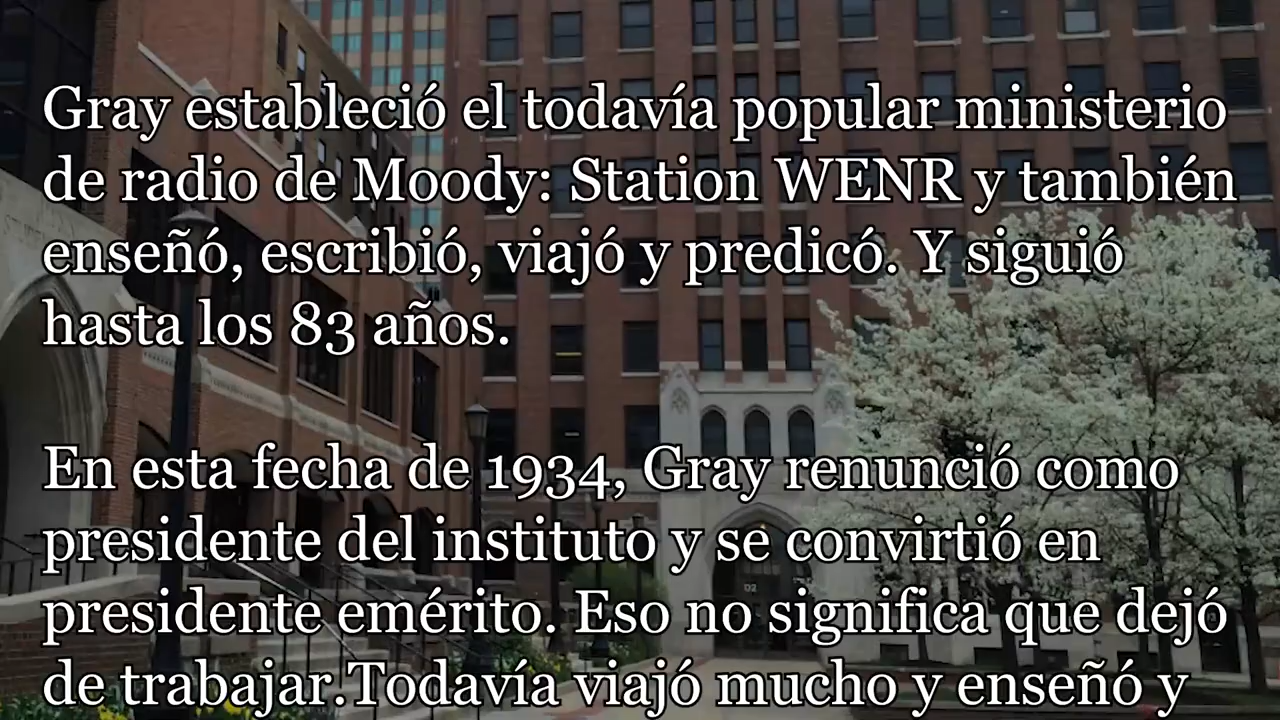 Gray estableció el todavía popular ministerio
de radio de Moody: Station WENR y también
enseñó, escribió, viajó y predicó. Y siguió
hasta los 83 años.
En esta fecha de 1934, Gray renunció como
presidente del instituto y se convirtió en
presidente emérito. Eso no significa que dejó
de trabajar.Todavía viajó mucho y enseñó y